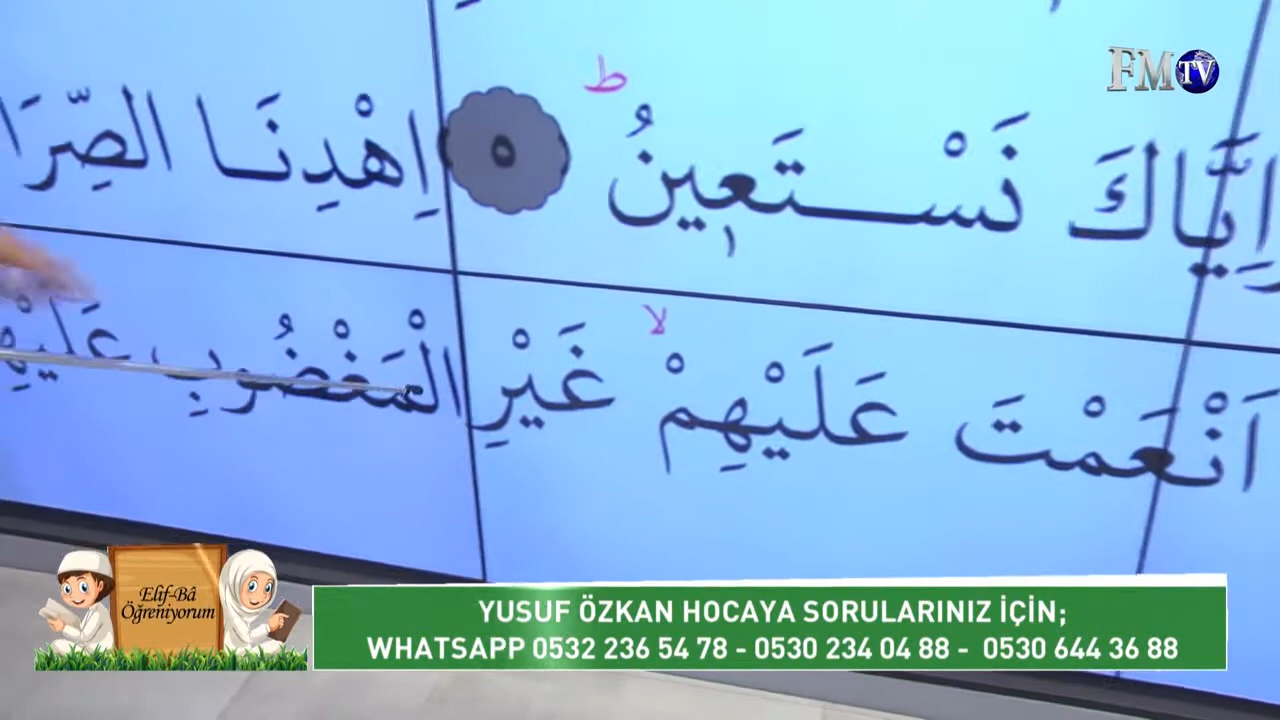 FM TV
اِيَّاكَ نَسْتَعٖينُ ط ۵ اِهْدِنَا الصِّرَا
اَنْعَمْتَ عَلَيْهِمْ لا غَيْرِ الْمَغْضُوبِ عَلَيْهِ
Elif-Bâ
Öğreniyorum
YUSUF ÖZKAN HOCAYA SORULARINIZ İÇİN;
WHATSAPP 0532 236 54 78 - 0530 234 04 88 - 0530 644 36 88